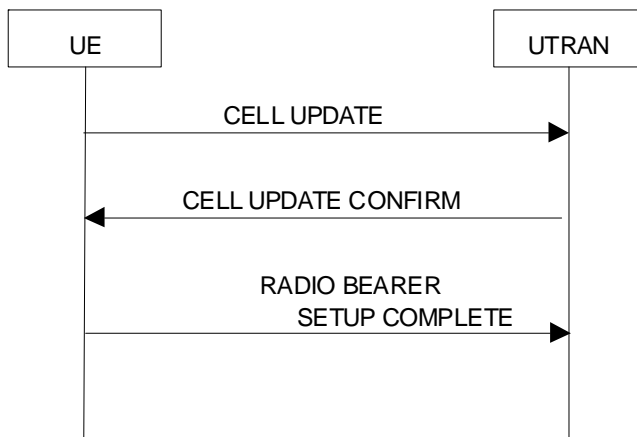 UE
UTRAN
CELL UPDATE
CELL UPDATE CONFIRM
RADIO BEARER
SETUP COMPLETE